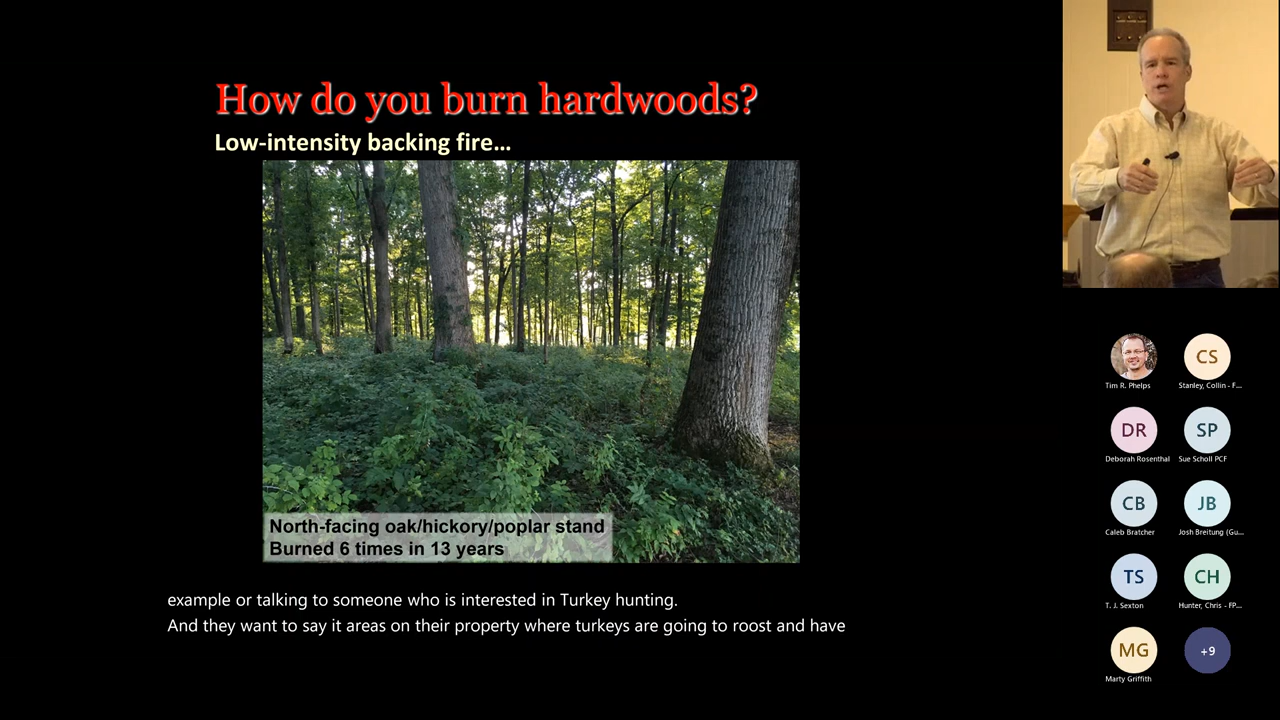 How do you burn hardwoods?
Low-intensity backing fire...
North-facing oak/hickory/poplar stand
Burned 6 times in 13 years
example or talking to someone who is interested in Turkey hunting.
And they want to say it areas on their property where turkeys are going to roost and have
Tim R. Phelps
CS
Stanley, Collin - F...
DR
Deborah Rosenthal
SP
Sue Scholl PCF
CB
Caleb Bratcher
JB
Josh Breitung (Gu...
TS
T. J. Sexton
CH
Hunter, Chris - FP...
MG
Marty Griffith
+9